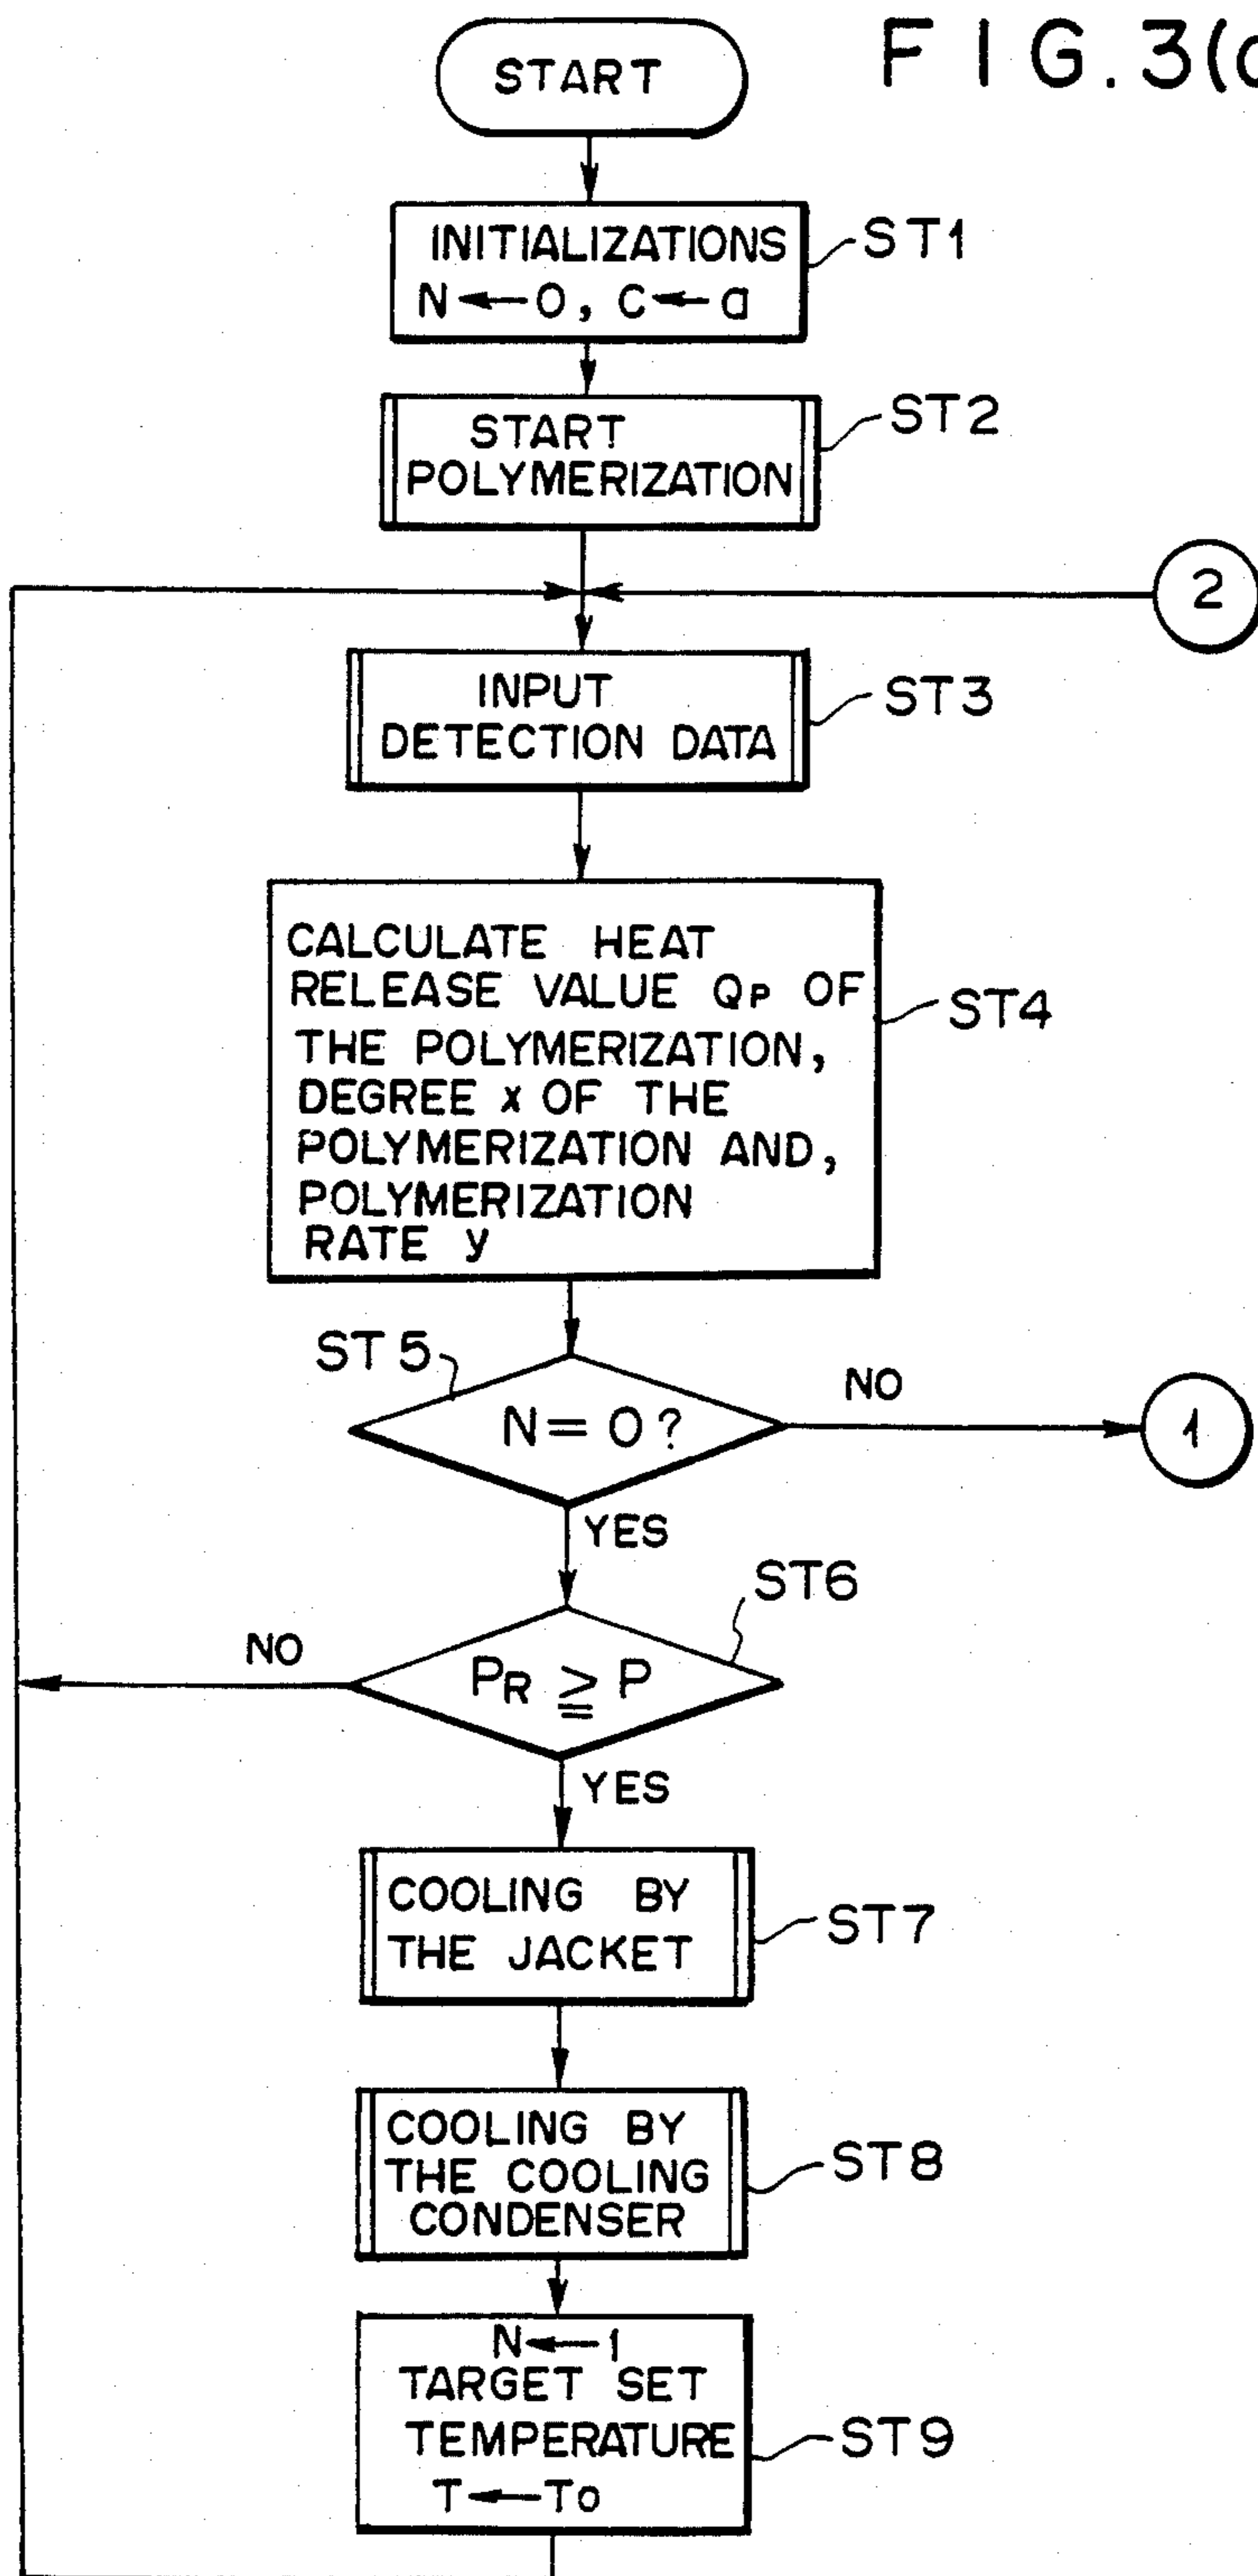 FIG.3(a
START
INITIALIZATIONS
N←0, C←a
ST1
START
POLYMERIZATION
ST2
2
INPUT
DETECTION DATA
ST3
CALCULATE HEAT
RELEASE VALUE QP OF
THE POLYMERIZATION,
DEGREE x OF THE
POLYMERIZATION AND,
POLYMERIZATION
RATE y
ST4
ST5
N=0?
NO
1
YES
ST6
NO
PR ≧ P
YES
COOLING BY
THE JACKET
ST7
COOLING BY
THE COOLING
CONDENSER
ST8
N←1
TARGET SET
TEMPERATURE
T←To
ST9